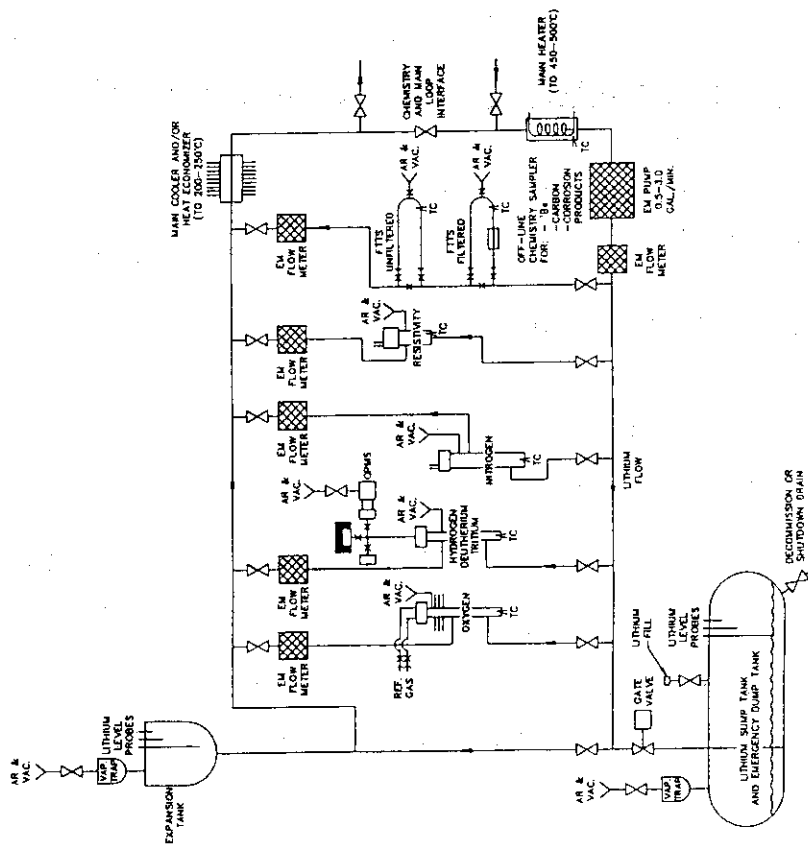 MAIN COOLER AND/OR
HEAT ECONOMIZER
(TO 200-250°C)
CHEMISTRY
AND MAIN
LOOP
INTERFACE
MAIN HEATER
(TO 450-500°C)
TC
AR &
VAC.
AR &
VAC.
FTTS
UNFILTERED
TC
FTTS
FILTERED
TC
OFF-LINE
CHEMISTRY SAMPLER
FOR: - ⁷Be
-CARBON
-CORROSION
PRODUCTS
EM PUMP
0.5-3.0
GAL./MIN.
EM
FLOW
METER
EM
FLOW
METER
EM
FLOW
METER
AR &
VAC.
RESISTIVITY
TC
EM
FLOW
METER
AR &
VAC.
NITROGEN
TC
LITHIUM
FLOW
AR &
VAC.
OPMS
AR &
VAC.
HYDROGEN
DEUTHERIUM
TRITIUM
TC
EM
FLOW
METER
AR &
VAC.
OXYGEN
TC
REF.
GAS
EM
FLOW
METER
AR &
VAC.
VAP.
TRAP
LITHIUM
LEVEL
PROBES
EXPANSION
TANK
AR &
VAC.
VAP.
TRAP
GATE
VALVE
LITHIUM
FILL
LITHIUM
LEVEL
PROBES
LITHIUM SUMP TANK
AND EMERGENCY DUMP TANK
DECOMMISSION OR
SHUTDOWN DRAIN